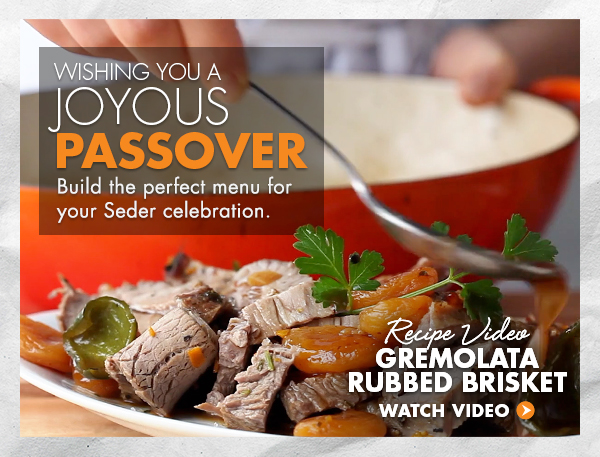 WISHING YOU A
JOYOUS
PASSOVER
Build the perfect menu for
your Seder celebration.
Recipe Video
GREMOLATA
RUBBED BRISKET
WATCH VIDEO